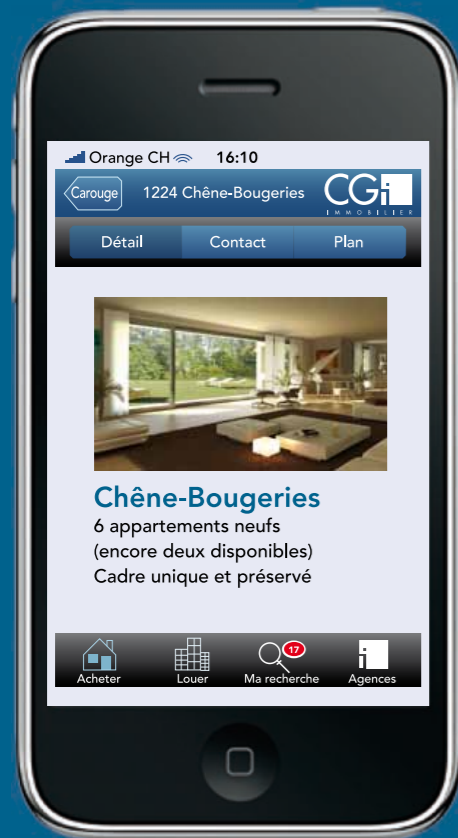 Orange CH 16:10
Carouge 1224 Chêne-Bougeries CGi
IMMOBILIER
Détail Contact Plan
Chêne-Bougeries
6 appartements neufs
(encore deux disponibles)
Cadre unique et préservé
17
i
Acheter Louer Ma recherche Agences